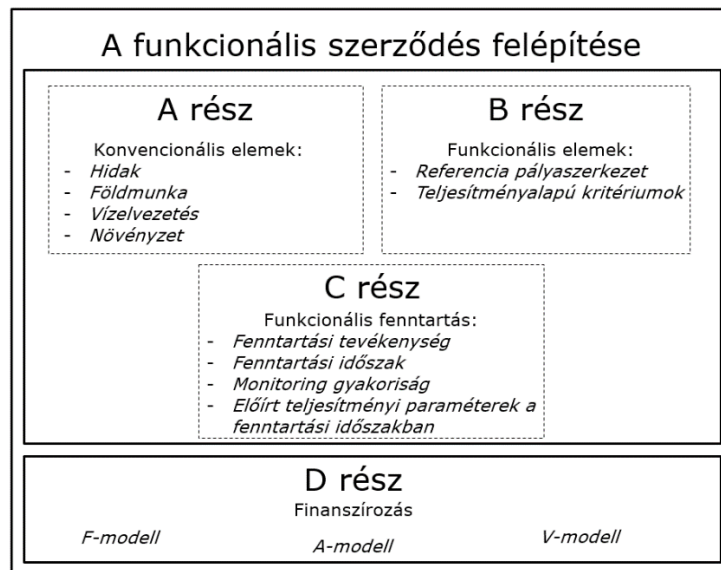 A funkcionális szerződés felépítése
A rész
Konvencionális elemek:
- Hidak
- Földmunka
- Vízelvezetés
- Növényzet
B rész
Funkcionális elemek:
- Referencia pályaszerkezet
- Teljesítményalapú kritériumok
C rész
Funkcionális fenntartás:
- Fenntartási tevékenység
- Fenntartási időszak
- Monitoring gyakoriság
- Előírt teljesítményi paraméterek a
fenntartási időszakban
D rész
Finanszírozás
F-modell
A-modell
V-modell